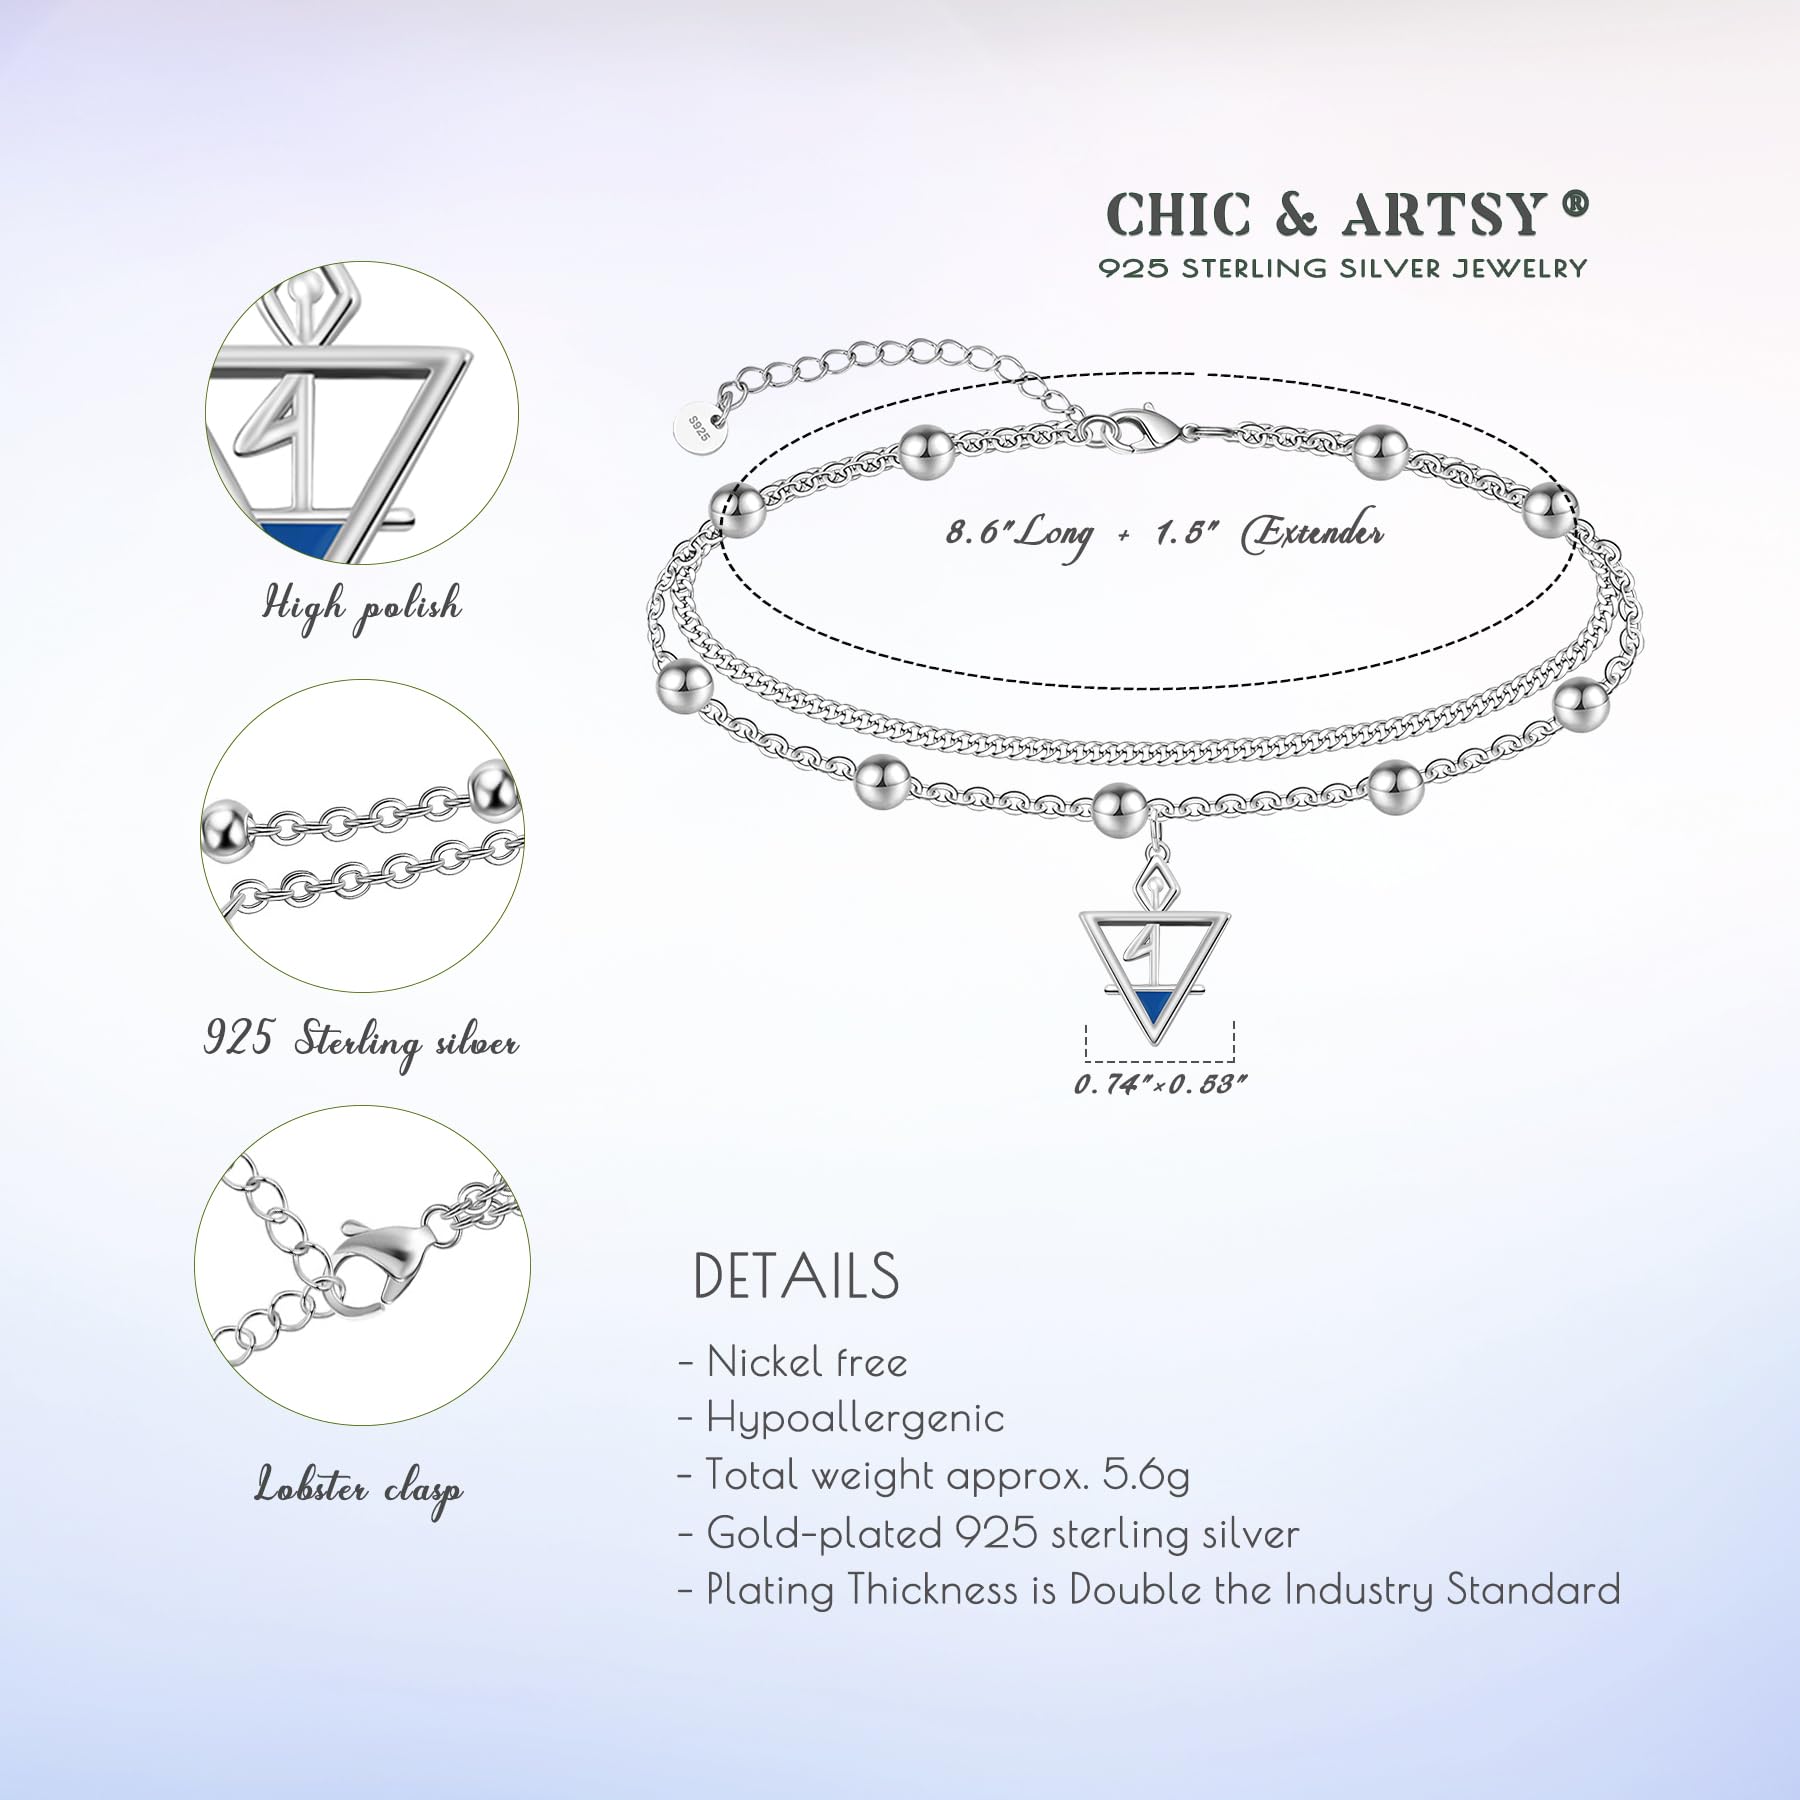 CHIC & ARTSY®
925 STERLING SILVER JEWELRY
S925
8.6"Long + 1.5" Extender
High polish
925 Sterling silver
0.74"×0.53"
Lobster clasp
DETAILS
- Nickel free
- Hypoallergenic
- Total weight approx. 5.6g
- Gold-plated 925 sterling silver
- Plating Thickness is Double the Industry Standard